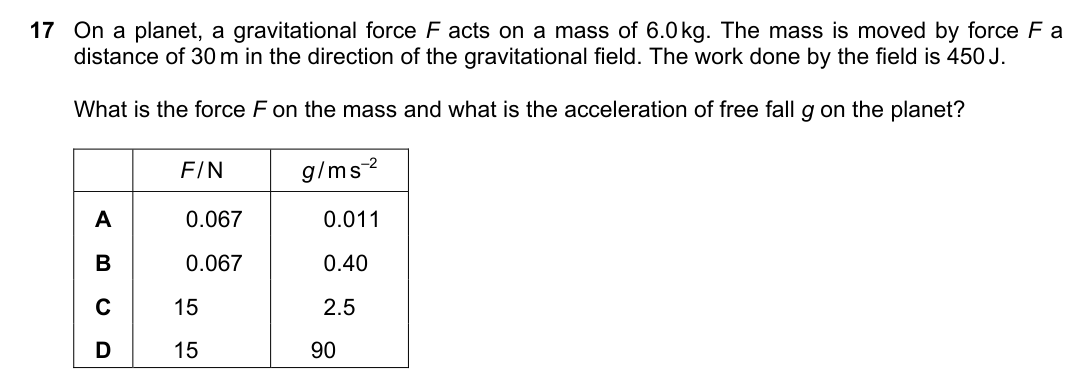 17 On a planet, a gravitational force F acts on a mass of 6.0 kg. The mass is moved by force F a
distance of 30 m in the direction of the gravitational field. The work done by the field is 450 J.
What is the force F on the mass and what is the acceleration of free fall g on the planet?
F/N g/m s⁻²
A 0.067 0.011
B 0.067 0.40
C 15 2.5
D 15 90